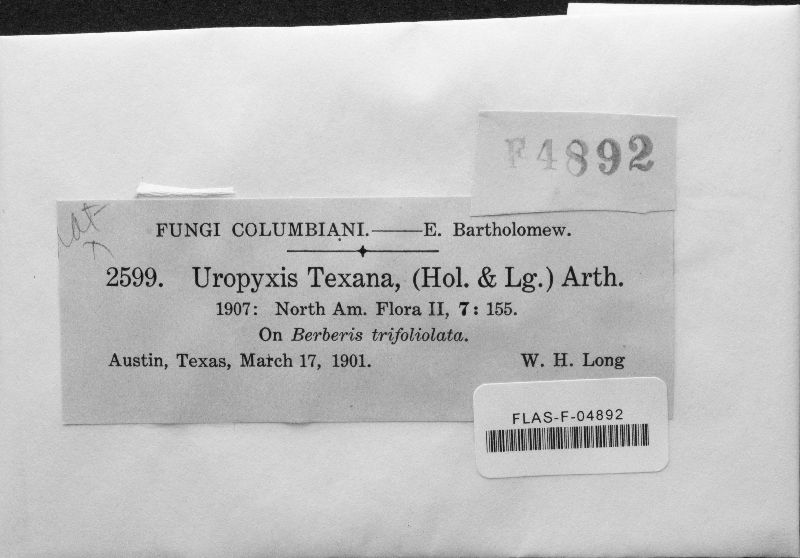 F4892
FUNGI COLUMBIANI.——E. Bartholomew.
2599. Uropyxis Texana, (Hol. & Lg.) Arth.
1907: North Am. Flora II, 7: 155.
On Berberis trifoliolata.
Austin, Texas, March 17, 1901. W. H. Long
FLAS-F-04892